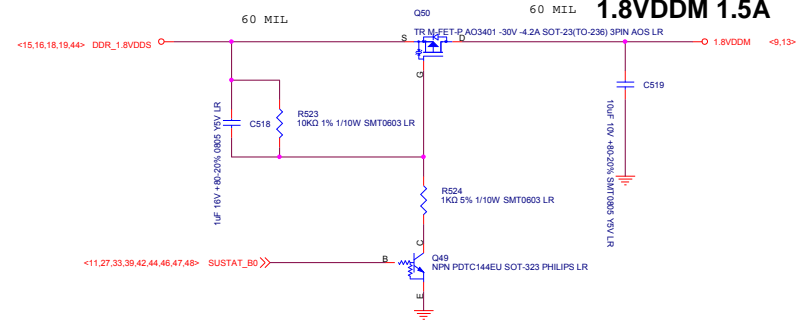 Q50
60 MIL
60 MIL
1.8VDDM 1.5A
TR M-FET-P AO3401 -30V -4.2A SOT-23(TO-236) 3PIN AOS LR
<15,16,18,19,44> DDR_1.8VDDS
S
D
1.8VDDM <9,13>
G
C519
10uF 10V +80-20% SMT0805 Y5V LR
C518
1uF 16V +80-20% 0805 Y5V LR
R523
10KΩ 1% 1/10W SMT0603 LR
R524
1KΩ 5% 1/10W SMT0603 LR
C
<11,27,33,39,42,44,46,47,48> SUSTAT_B0
B
Q49
NPN PDTC144EU SOT-323 PHILIPS LR
E